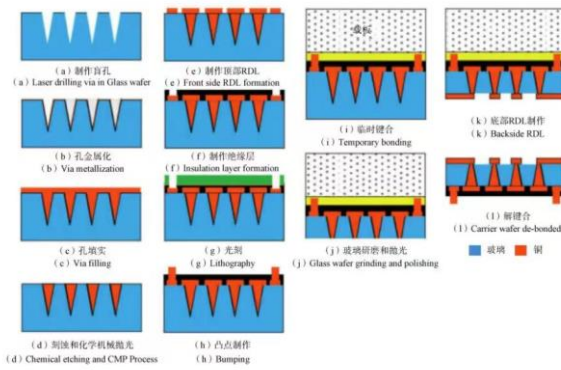 (a)制作盲孔
(a) Laser drilling via in Glass wafer
(b)孔金属化
(b) Via metallization
(c)孔填实
(c) Via filling
(d)刻蚀和化学机械抛光
(d) Chemical etching and CMP Process
(e)制作顶部RDL
(e) Front side RDL formation
(f)制作绝缘层
(f) Insulation layer formation
(g)光刻
(g) Lithography
(h)凸点制作
(h) Bumping
载板
(i)临时键合
(i) Temporary bonding
(j)玻璃研磨和抛光
(j) Glass wafer grinding and polishing
(k)底部RDL制作
(k) Backside RDL
(l)解键合
(l) Carrier wafer de-bonded
玻璃 铜